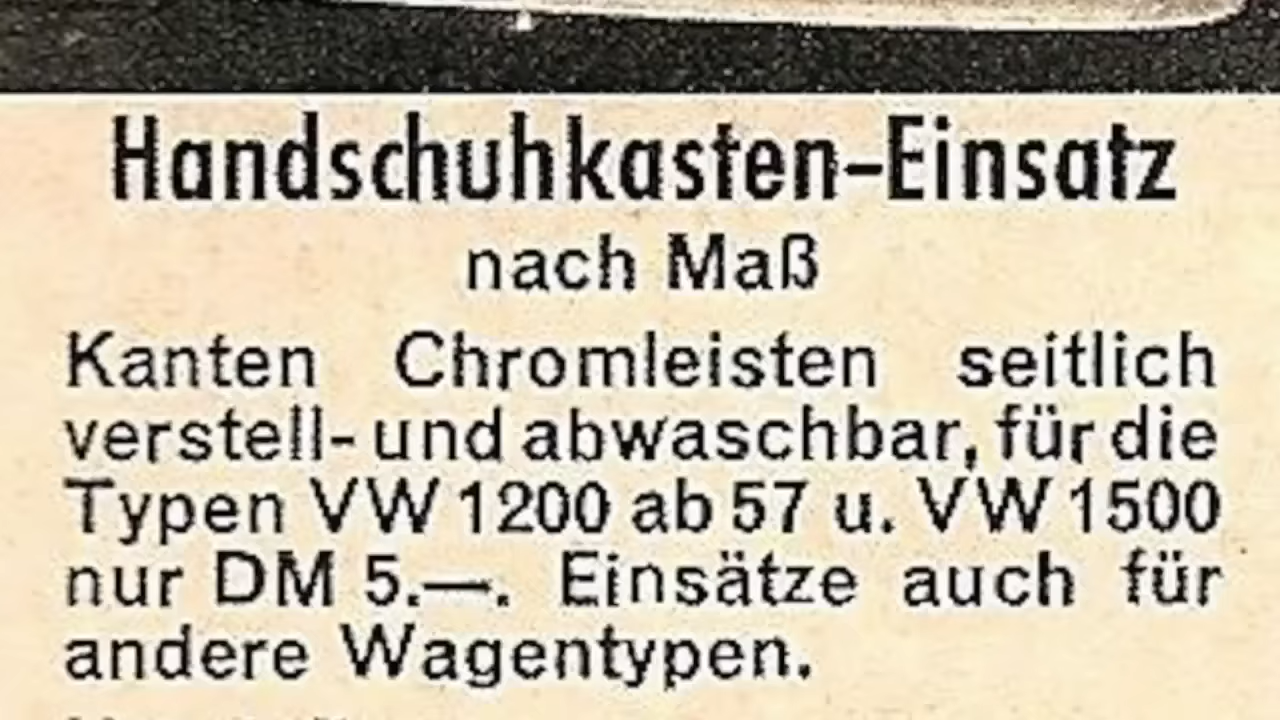 Handschuhkasten-Einsatz
nach Maß
Kanten Chromleisten seitlich
verstell- und abwaschbar, für die
Typen VW 1200 ab 57 u. VW 1500
nur DM 5.—. Einsätze auch für
andere Wagentypen.